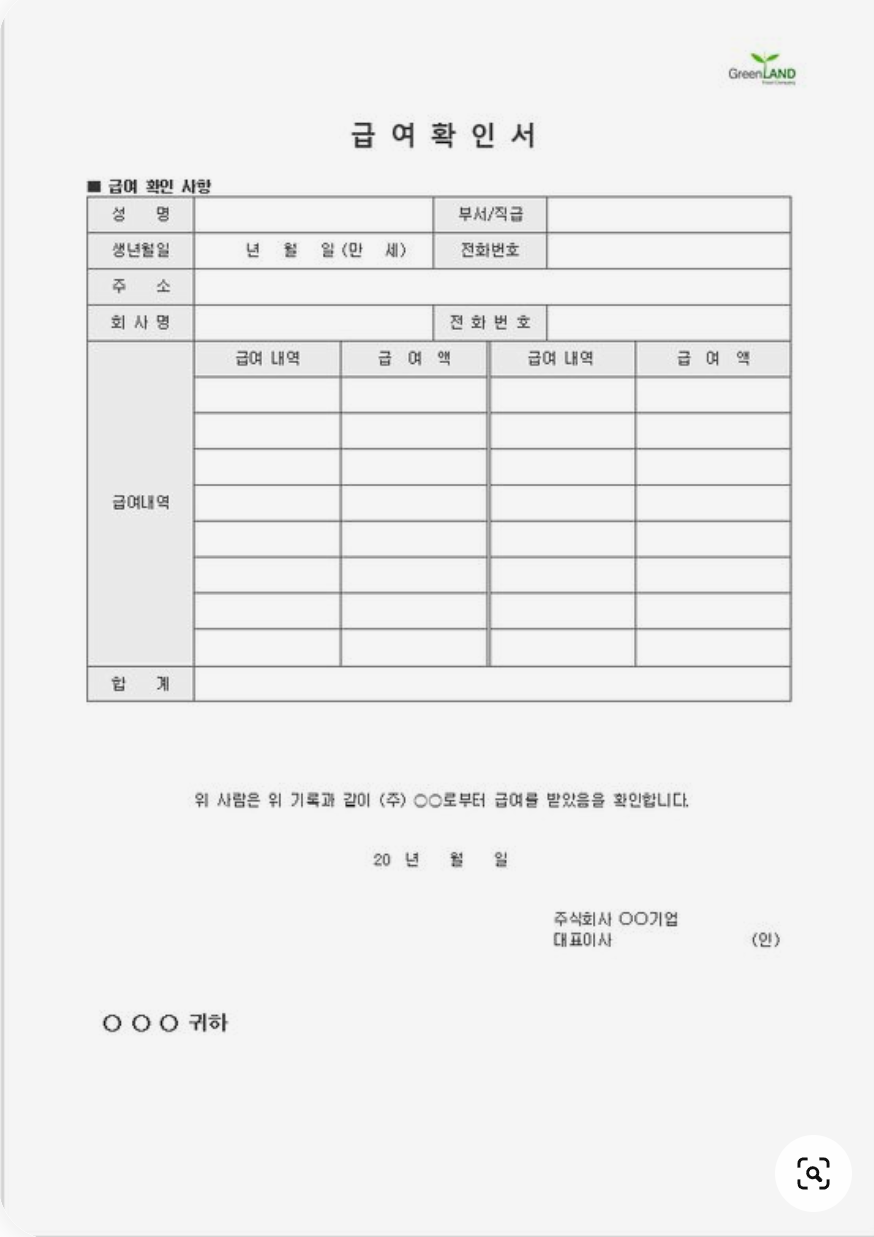 GreenLAND
급 여 확 인 서
■ 급여 확인 사항
성 명 부서/직급
생년월일 년 월 일 (만 세) 전화번호
주 소
회 사 명 전 화 번 호
급여 내역 급 여 액 급여 내역 급 여 액
급여내역
합 계
위 사람은 위 기록과 같이 (주) ○○로부터 급여를 받았음을 확인합니다.
20 년 월 일
주식회사 ○○기업
대표이사 (인)
○ ○ ○ 귀하